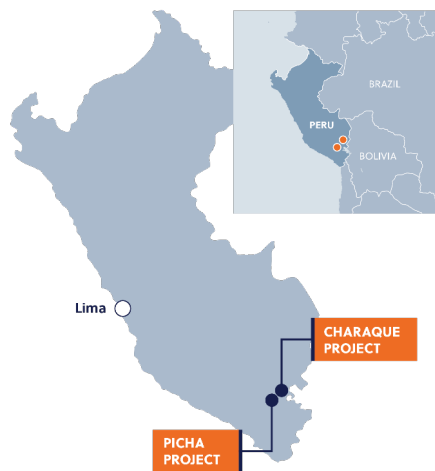 BRAZIL
PERU
BOLIVIA
Lima
CHARAQUE
PROJECT
PICHA
PROJECT